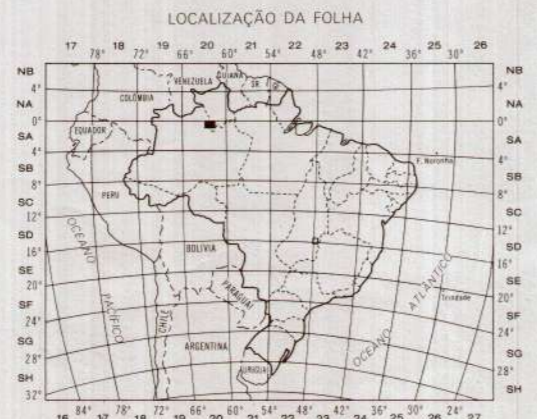 LOCALIZAÇÃO DA FOLHA
17 18 19 20 21 22 23 24 25 26
78° 72° 66° 60° 54° 48° 42° 36° 30°
NB NB
VENEZUELA GUIANA
4° SR. 4°
COLÔMBIA
NA NA
0° 0°
EQUADOR
SA SA
4° F. Noronha 4°
SB SB
8° 8°
PERU
SC SC
12° 12°
SD SD
OCEANO BOLIVIA
16° 16°
SE SE
20° PARAGUAI ATLÂNTICO 20°
Trindade
SF PACÍFICO SF
24° CHILE 24°
SG ARGENTINA OCEANO SG
28° 28°
SH URUGUAI SH
32°
84° 78° 72° 66° 60° 54° 48° 42° 36° 30° 24°
16 17 18 19 20 21 22 23 24 25 26 27